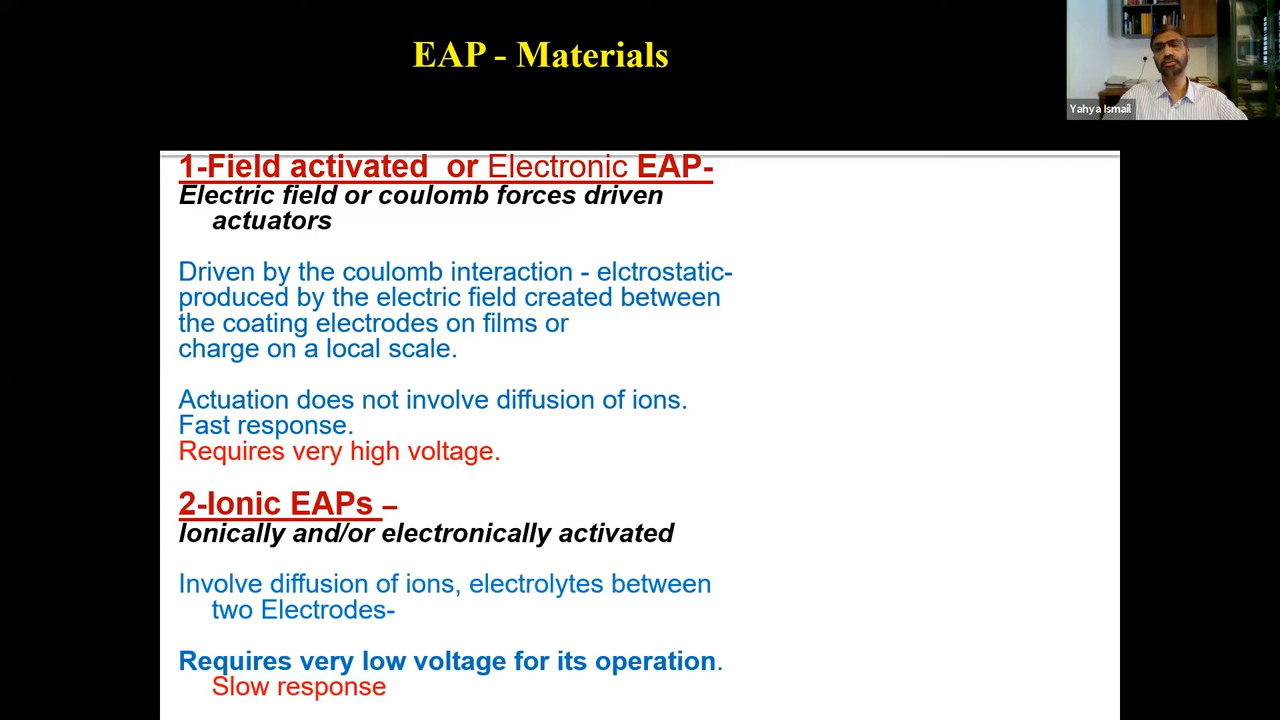 EAP - Materials
Yahya Ismail
1-Field activated or Electronic EAP-
Electric field or coulomb forces driven
actuators
Driven by the coulomb interaction - elctrostatic-
produced by the electric field created between
the coating electrodes on films or
charge on a local scale.
Actuation does not involve diffusion of ions.
Fast response.
Requires very high voltage.
2-Ionic EAPs –
Ionically and/or electronically activated
Involve diffusion of ions, electrolytes between
two Electrodes-
Requires very low voltage for its operation.
Slow response